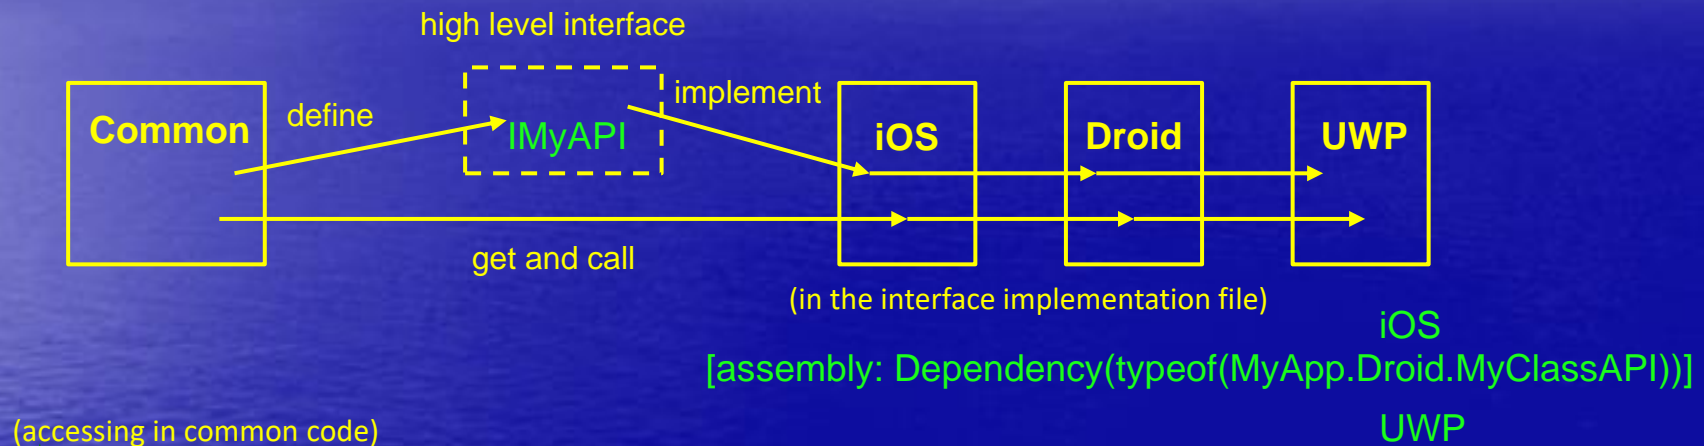 high level interface
Common
define
IMyAPI
implement
iOS
Droid
UWP
get and call
(in the interface implementation file)
iOS
[assembly: Dependency(typeof(MyApp.Droid.MyClassAPI))]
UWP
(accessing in common code)